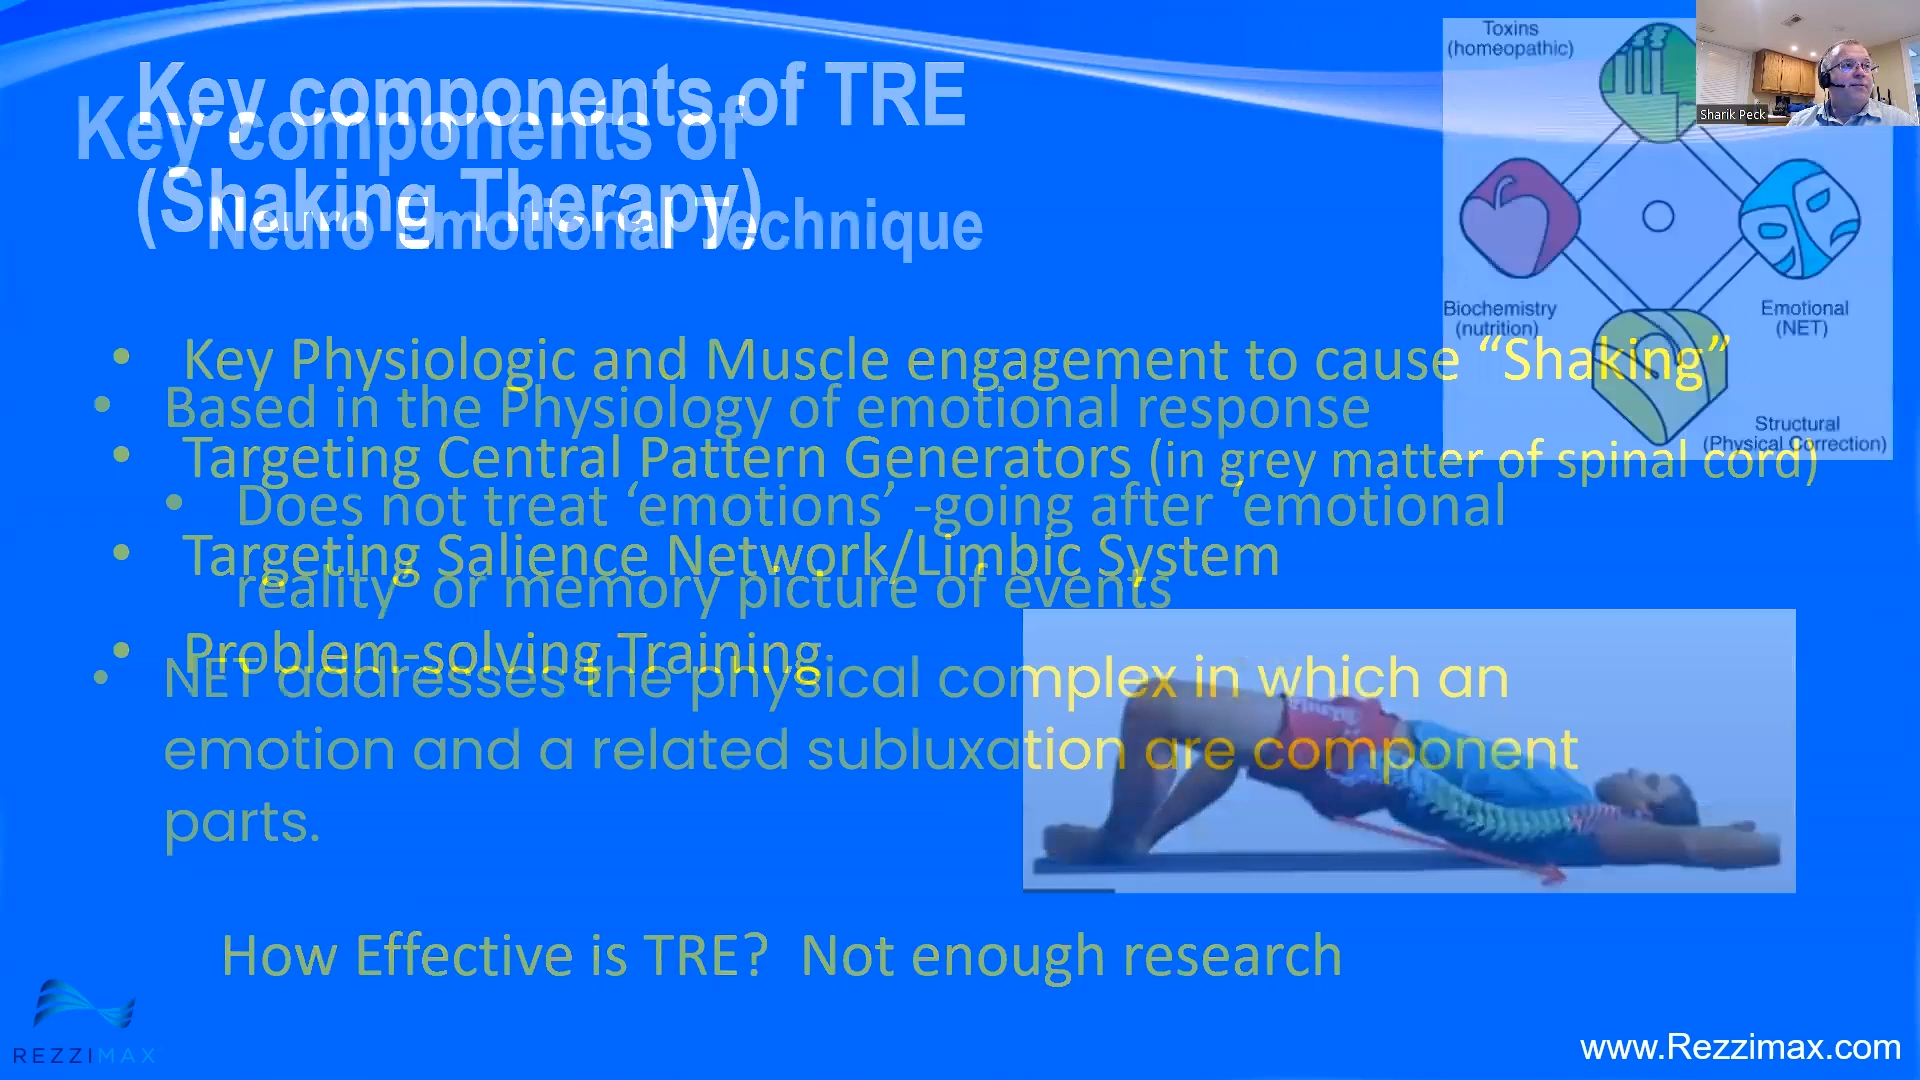 Key components of TRE
(Shaking Therapy)
Key components of
Neuro Emotional Technique
Toxins
(homeopathic)
Sharik Peck
Biochemistry
(nutrition)
Emotional
(NET)
Structural
(Physical Correction)
• Key Physiologic and Muscle engagement to cause “Shaking”
• Targeting Central Pattern Generators (in grey matter of spinal cord)
• Targeting Salience Network/Limbic System
• Problem-solving Training
• Based in the Physiology of emotional response
• Does not treat ‘emotions’ -going after ‘emotional
reality’ or memory picture of events
• NET addresses the physical complex in which an
emotion and a related subluxation are component
parts.
How Effective is TRE? Not enough research
REZZIMAX
www.Rezzimax.com